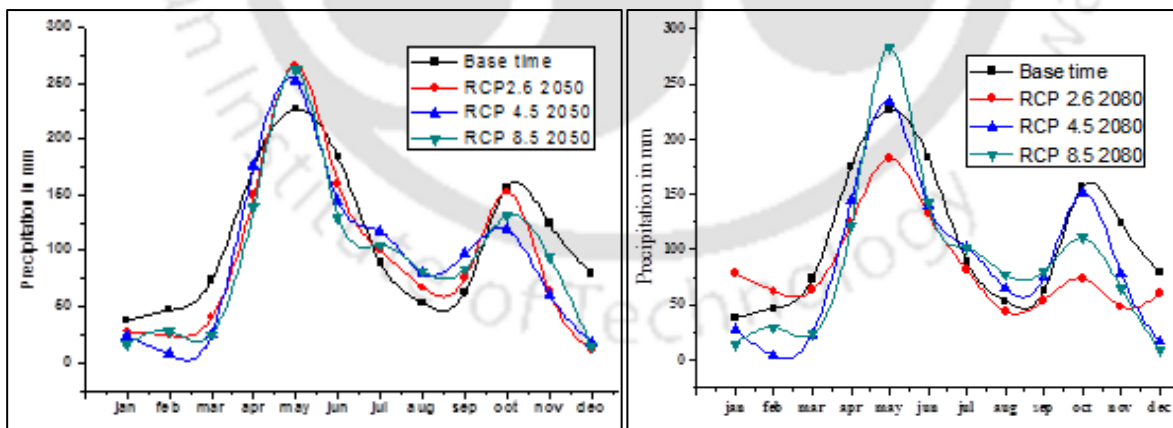 300
250
200
150
100
50
0
Precipitation in mm
Base time
RCP2.6 2050
RCP 4.5 2050
RCP 8.5 2050
jan feb mar apr may jun jul aug sep oct nov dec
300
250
200
150
100
50
0
Precipitation in mm
Base time
RCP 2.6 2080
RCP 4.5 2080
RCP 8.5 2080
jan feb mar apr may jun jul aug sep oct nov dec
Institute of Technology